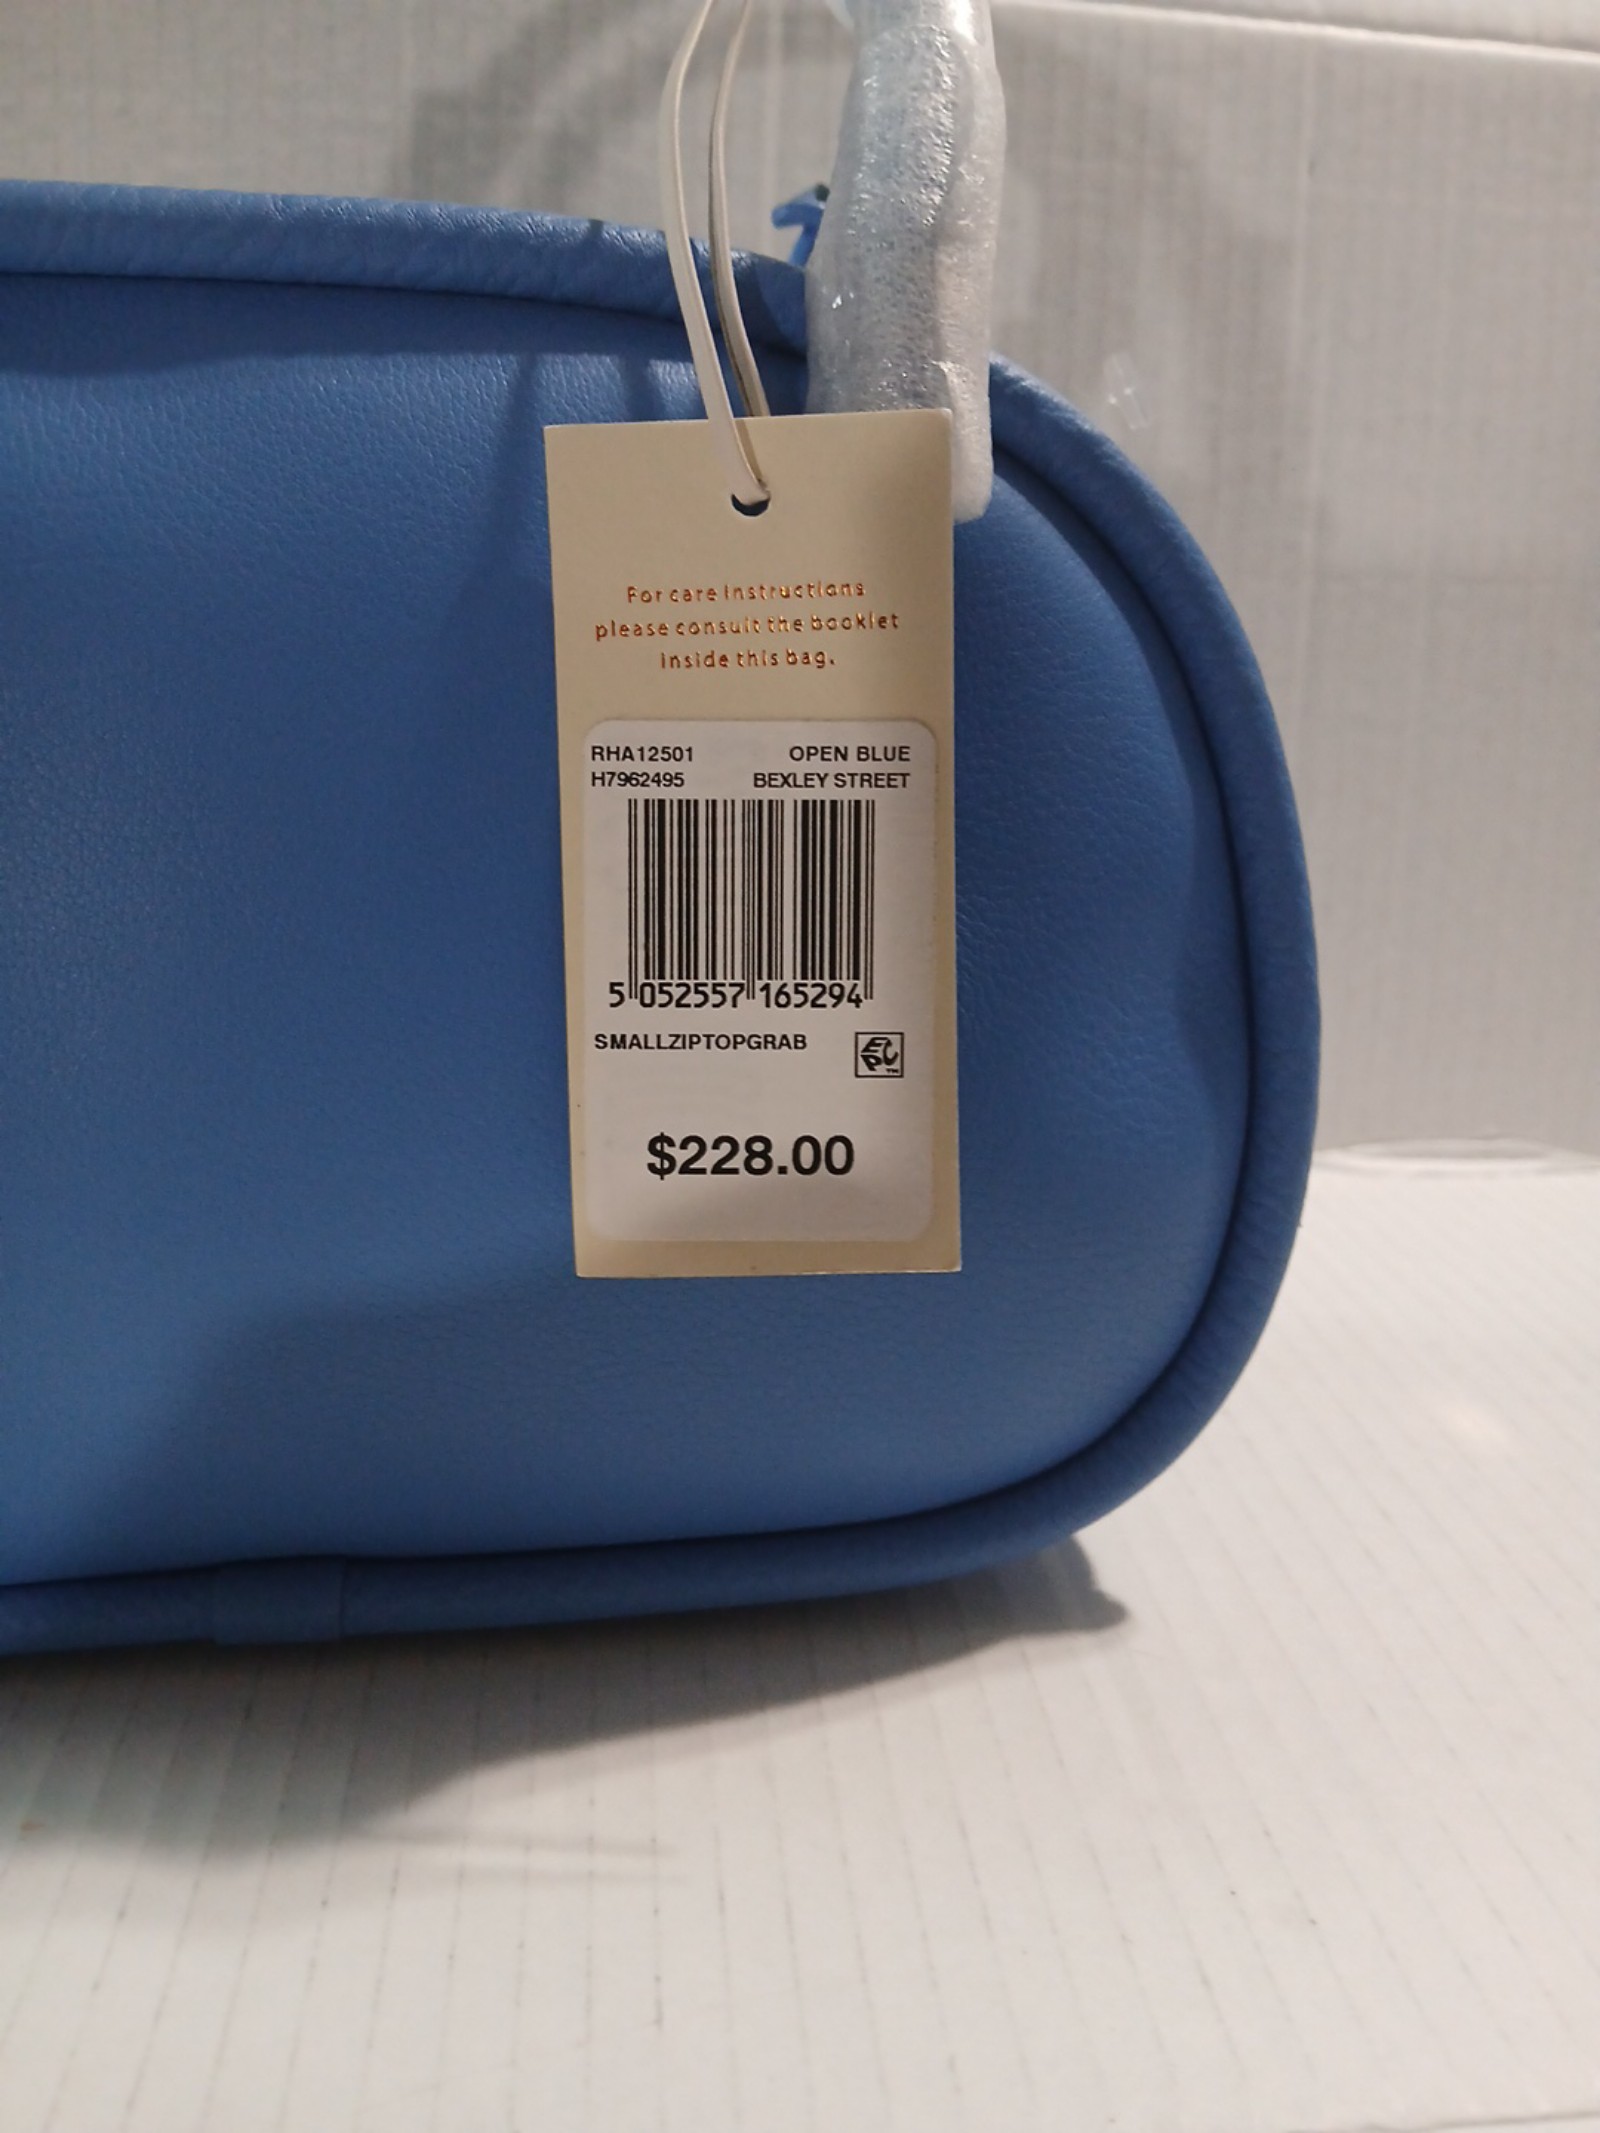 For care instructions
please consult the booklet
inside this bag.
RHA12501 OPEN BLUE
H7962495 BEXLEY STREET
5 052557 165294
SMALLZIPTOPGRAB EPC™
$228.00